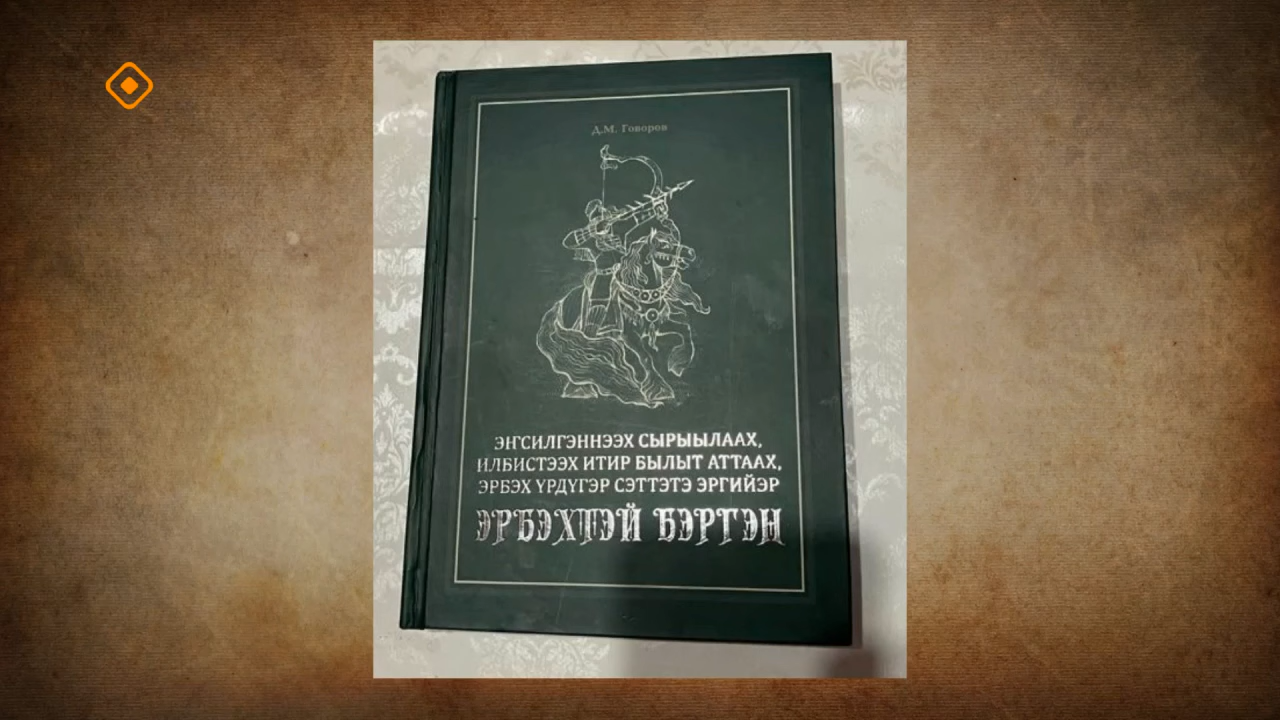 Д.М. Говоров
ЭҤСИЛГЭННЭЭХ СЫРЫЫЛААХ,
ИЛБИСТЭЭХ ИТИР БЫЛЫТ АТТААХ,
ЭРБЭХ ҮРДҮГЭР СЭТТЭТЭ ЭРГИЙЭР
ЭРБЭХТЭЙ БЭРГЭН